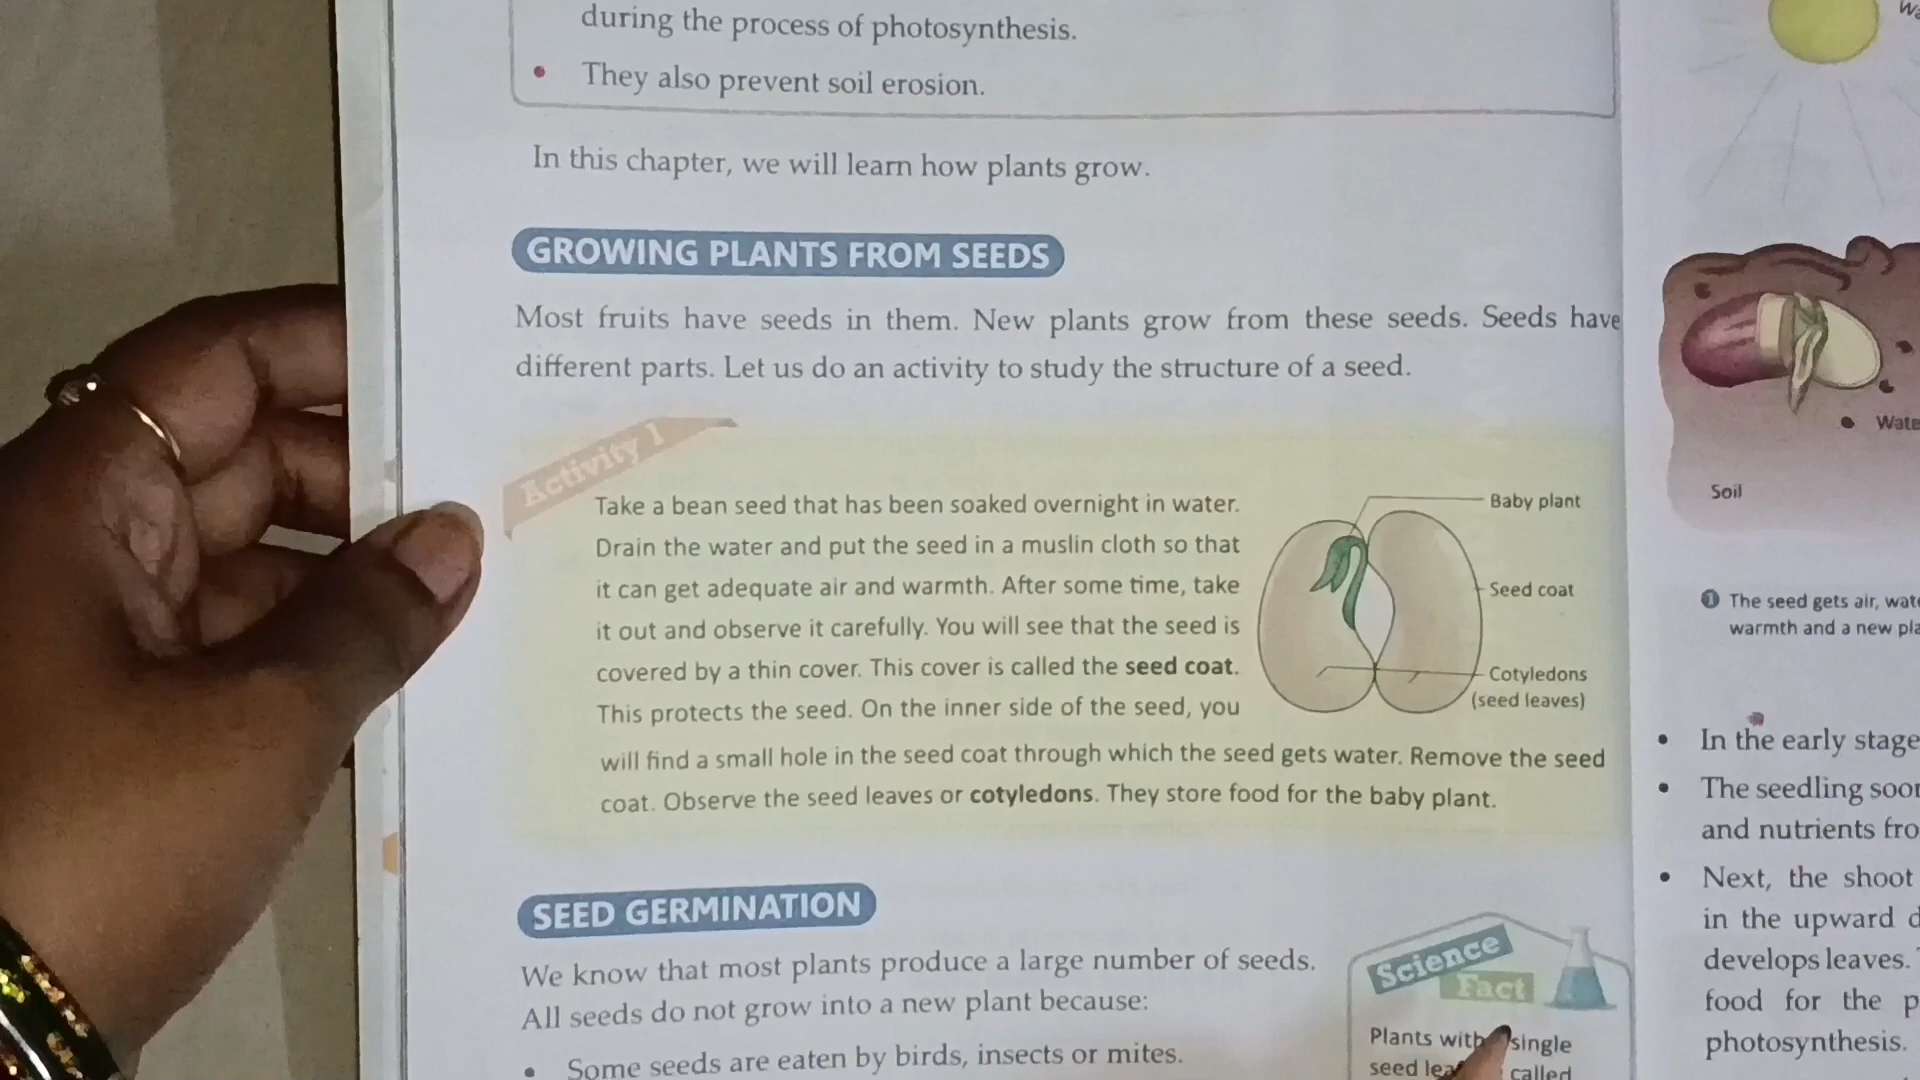 during the process of photosynthesis.
• They also prevent soil erosion.
In this chapter, we will learn how plants grow.
GROWING PLANTS FROM SEEDS
Most fruits have seeds in them. New plants grow from these seeds. Seeds have
different parts. Let us do an activity to study the structure of a seed.
Activity 1
Take a bean seed that has been soaked overnight in water.
Drain the water and put the seed in a muslin cloth so that
it can get adequate air and warmth. After some time, take
it out and observe it carefully. You will see that the seed is
covered by a thin cover. This cover is called the seed coat.
This protects the seed. On the inner side of the seed, you
will find a small hole in the seed coat through which the seed gets water. Remove the seed
coat. Observe the seed leaves or cotyledons. They store food for the baby plant.
Baby plant
Seed coat
Cotyledons
(seed leaves)
SEED GERMINATION
We know that most plants produce a large number of seeds.
All seeds do not grow into a new plant because:
• Some seeds are eaten by birds, insects or mites.
Science
Fact
Plants with single
seed called
Soil
1 The seed gets air,
warmth and a new
• In the early stage
• The seedling
and nutrients
• Next, the shoot
in the upward
develops leaves.
food for the
photosynthesis.